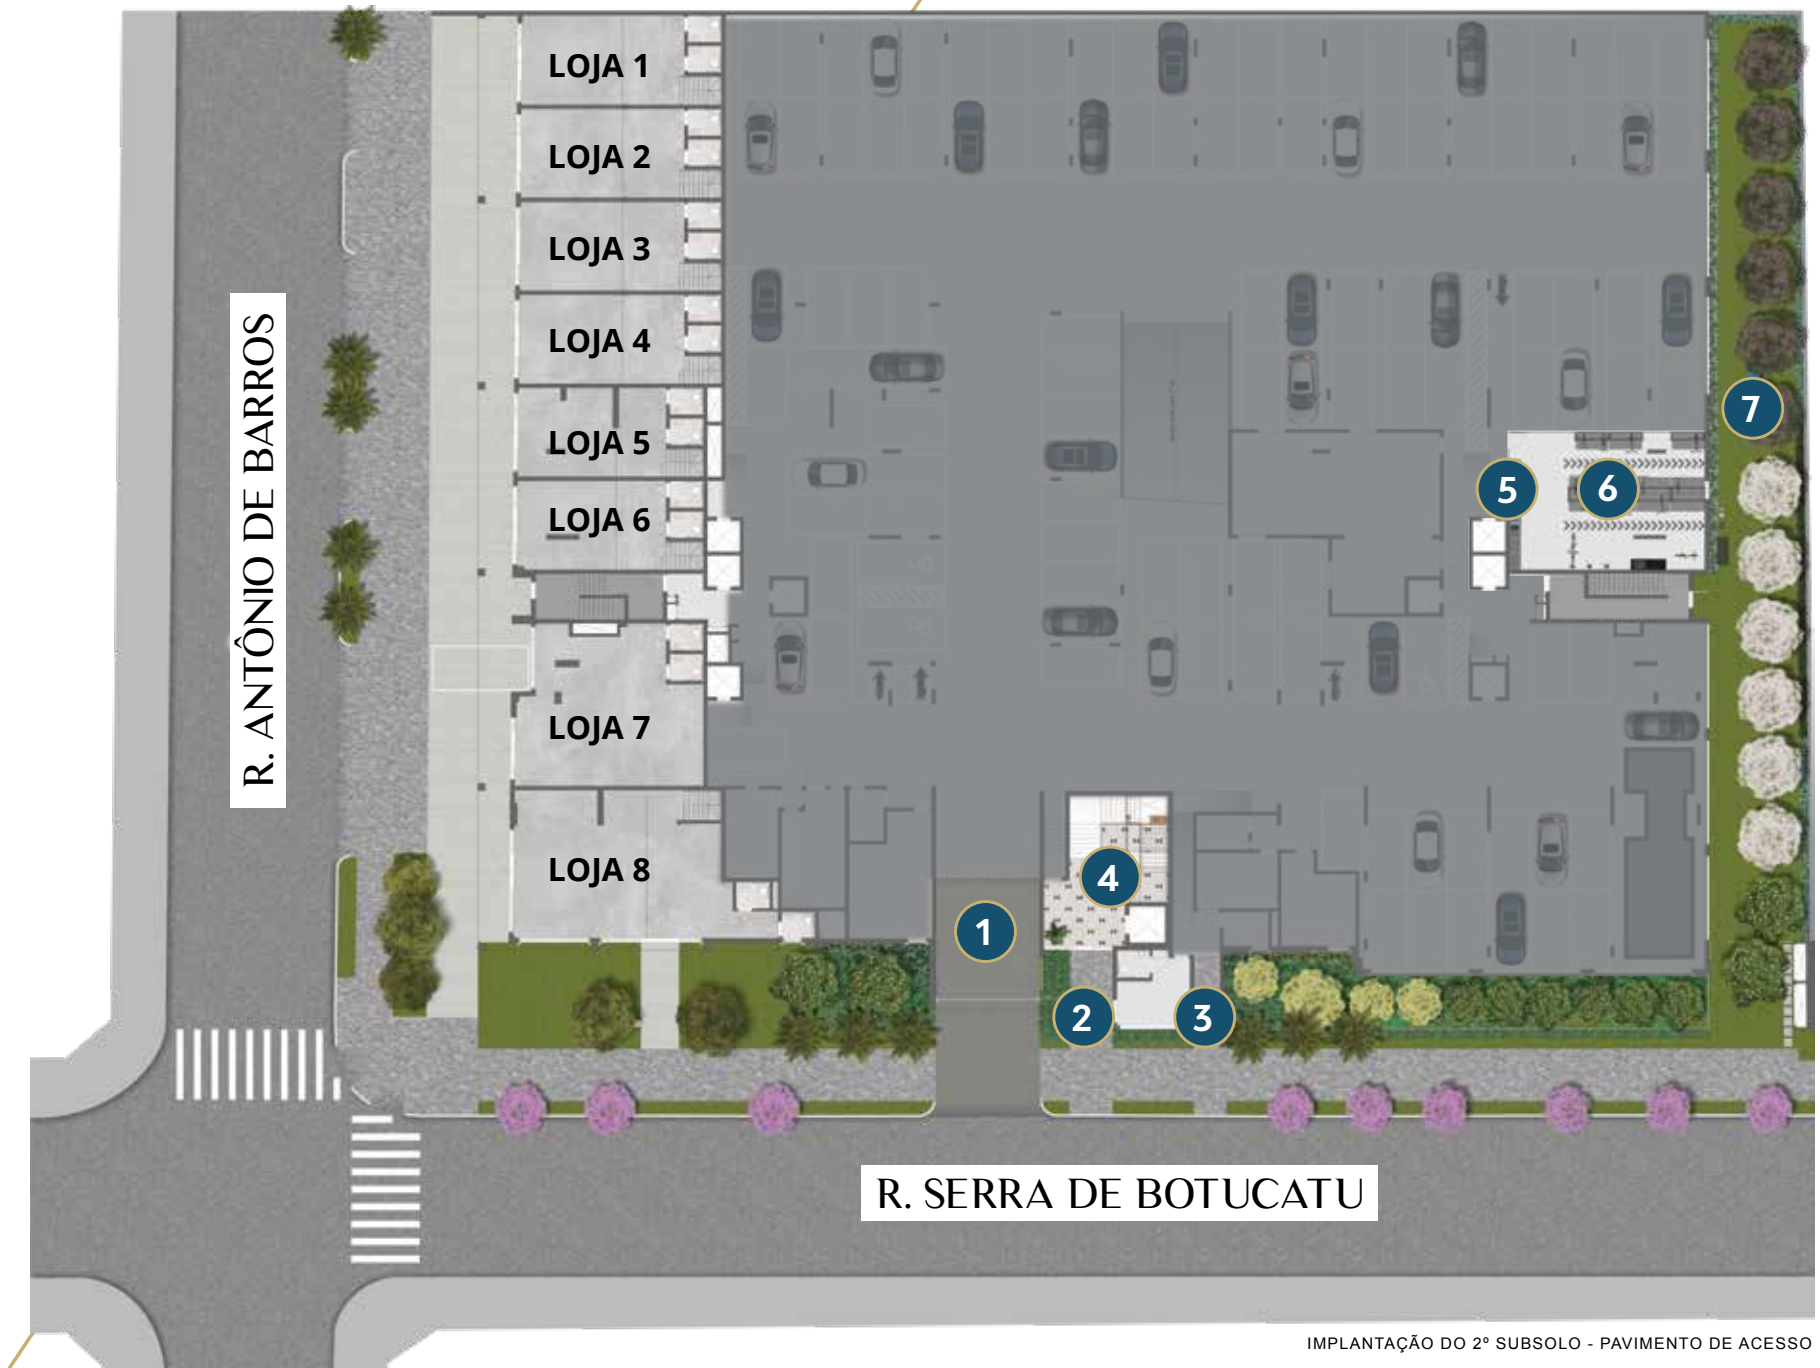 LOJA 1
LOJA 2
LOJA 3
LOJA 4
LOJA 5
LOJA 6
LOJA 7
LOJA 8
R. ANTÔNIO DE BARROS
7
5
6
4
1
2
3
R. SERRA DE BOTUCATU
IMPLANTAÇÃO DO 2º SUBSOLO - PAVIMENTO DE ACESSO